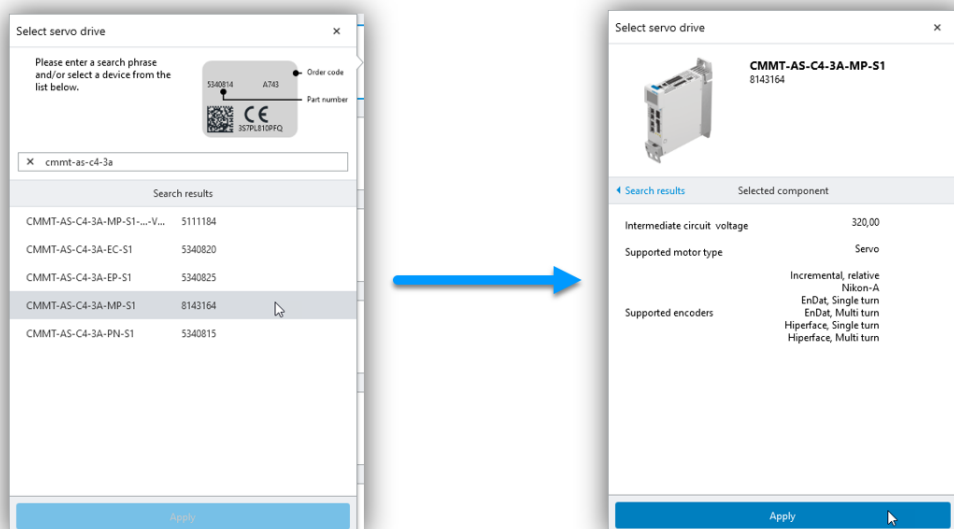 Select servo drive
×
Please enter a search phrase
and/or select a device from the
list below.
5340814 A743
Order code
Part number
CE
3S7PL810PFQ
× cmmt-as-c4-3a
Search results
CMMT-AS-C4-3A-MP-S1-...-V... 5111184
CMMT-AS-C4-3A-EC-S1 5340820
CMMT-AS-C4-3A-EP-S1 5340825
CMMT-AS-C4-3A-MP-S1 8143164
CMMT-AS-C4-3A-PN-S1 5340815
Apply
Select servo drive
×
CMMT-AS-C4-3A-MP-S1
8143164
Search results
Selected component
Intermediate circuit voltage 320,00
Supported motor type Servo
Supported encoders
Incremental, relative
Nikon-A
EnDat, Single turn
EnDat, Multi turn
Hiperface, Single turn
Hiperface, Multi turn
Apply